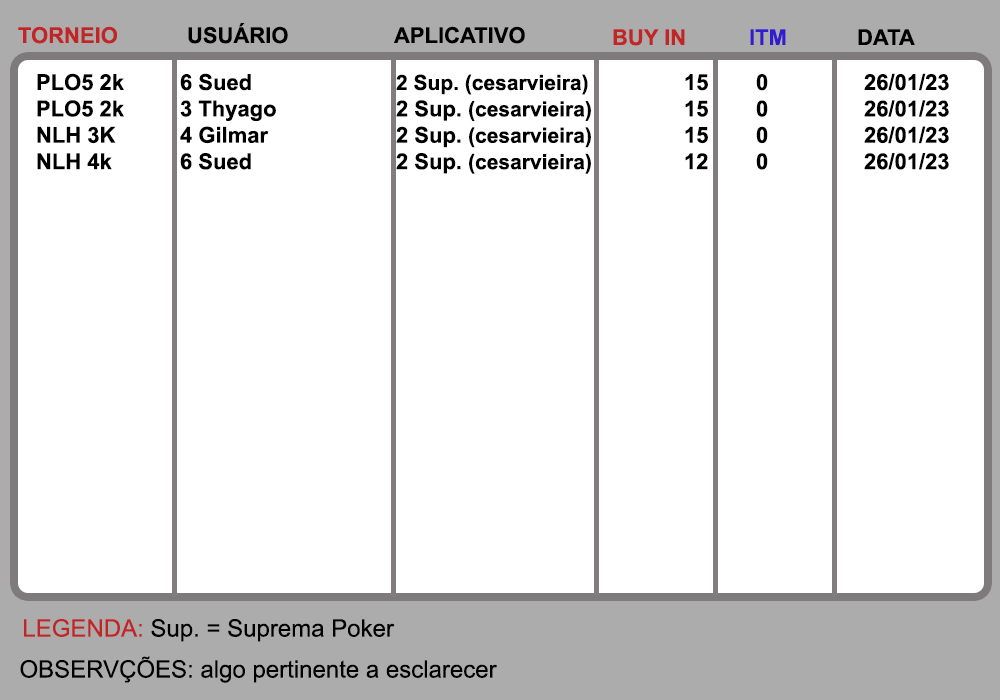 TORNEIO USUÁRIO APLICATIVO BUY IN ITM DATA
PLO5 2k 6 Sued 2 Sup. (cesarvieira) 15 0 26/01/23
PLO5 2k 3 Thyago 2 Sup. (cesarvieira) 15 0 26/01/23
NLH 3K 4 Gilmar 2 Sup. (cesarvieira) 15 0 26/01/23
NLH 4k 6 Sued 2 Sup. (cesarvieira) 12 0 26/01/23
LEGENDA: Sup. = Suprema Poker
OBSERVÇÕES: algo pertinente a esclarecer